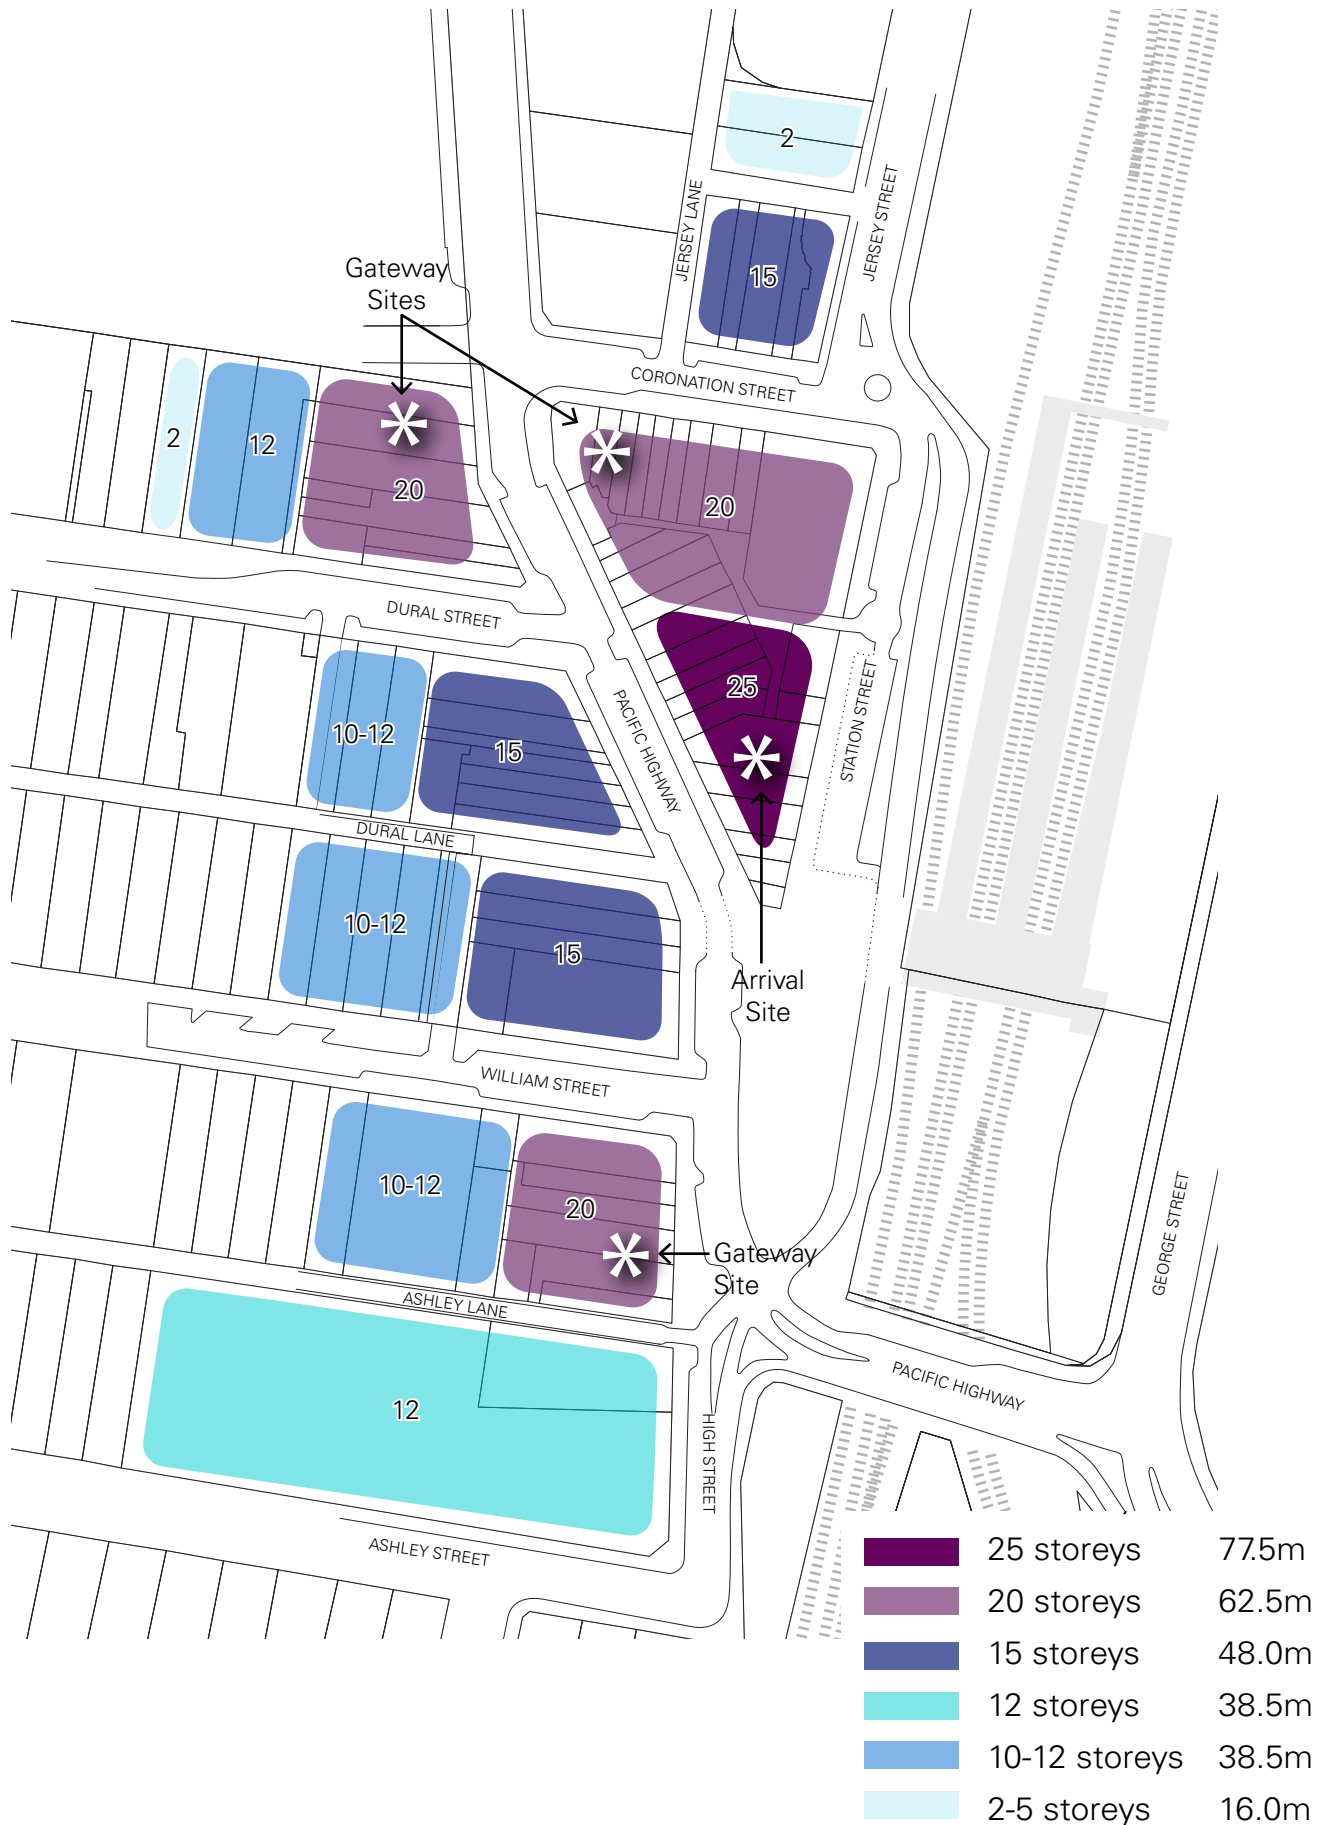 2
JERSEY LANE
JERSEY STREET
15
Gateway
Sites
CORONATION STREET
2
12
20
20
DURAL STREET
25
PACIFIC HIGHWAY
STATION STREET
10-12
15
DURAL LANE
10-12
15
Arrival
Site
WILLIAM STREET
10-12
20
Gateway
Site
GEORGE STREET
ASHLEY LANE
12
PACIFIC HIGHWAY
HIGH STREET
ASHLEY STREET
25 storeys 77.5m
20 storeys 62.5m
15 storeys 48.0m
12 storeys 38.5m
10-12 storeys 38.5m
2-5 storeys 16.0m